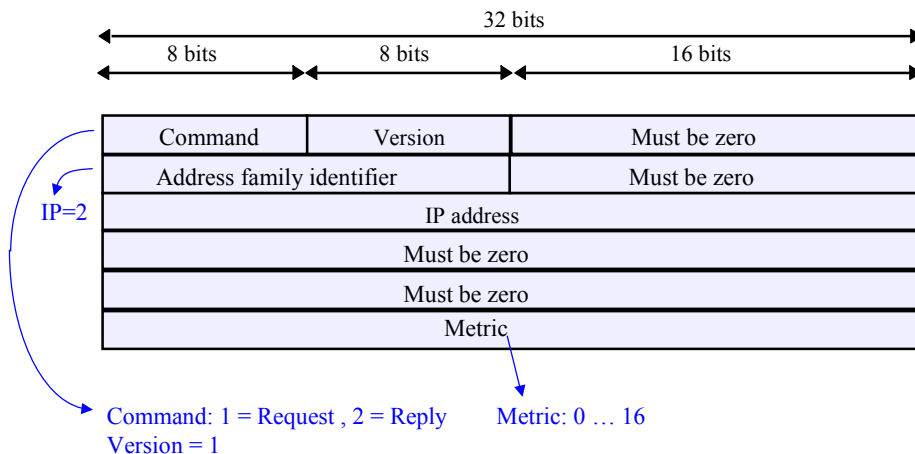 32 bits
8 bits 8 bits 16 bits
Command Version Must be zero
Address family identifier Must be zero
IP=2
IP address
Must be zero
Must be zero
Metric
Command: 1 = Request , 2 = Reply Metric: 0 … 16
Version = 1